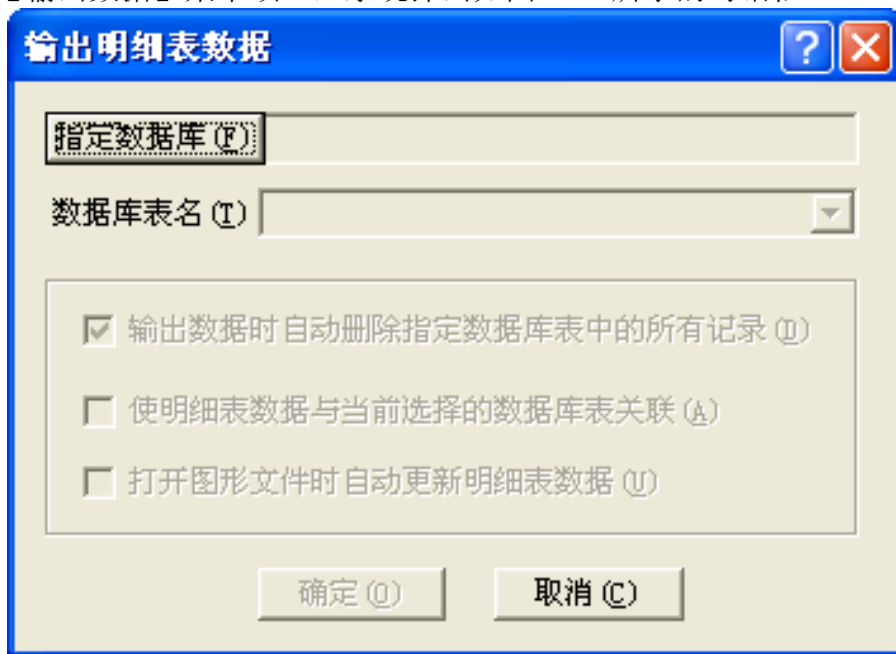 输出明细表数据
指定数据库(F)
数据库表名(T)
输出数据时自动删除指定数据库表中的所有记录(D)
使明细表数据与当前选择的数据库表关联(A)
打开图形文件时自动更新明细表数据(U)
确定(O) 取消(C)